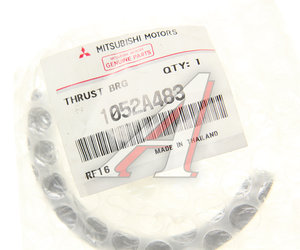 MITSUBISHI MOTORS
GENUINE PARTS
THRUST BRG
QTY: 1
1052A483
MADE IN THAILAND
RF16